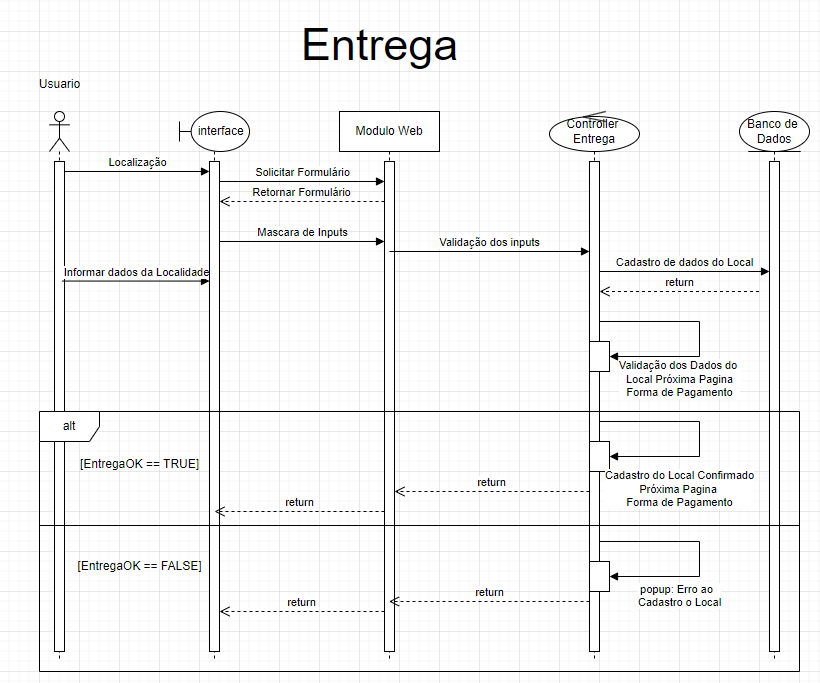 Entrega
Usuario
interface
Modulo Web
Controller
Entrega
Banco de
Dados
Localização
Solicitar Formulário
Retornar Formulário
Mascara de Inputs
Validação dos inputs
Cadastro de dados do Local
Informar dados da Localidade
return
Validação dos Dados do
Local Próxima Pagina
Forma de Pagamento
alt
[EntregaOK == TRUE]
Cadastro do Local Confirmado
Próxima Pagina
Forma de Pagamento
return
return
[EntregaOK == FALSE]
popup: Erro ao
Cadastro o Local
return
return